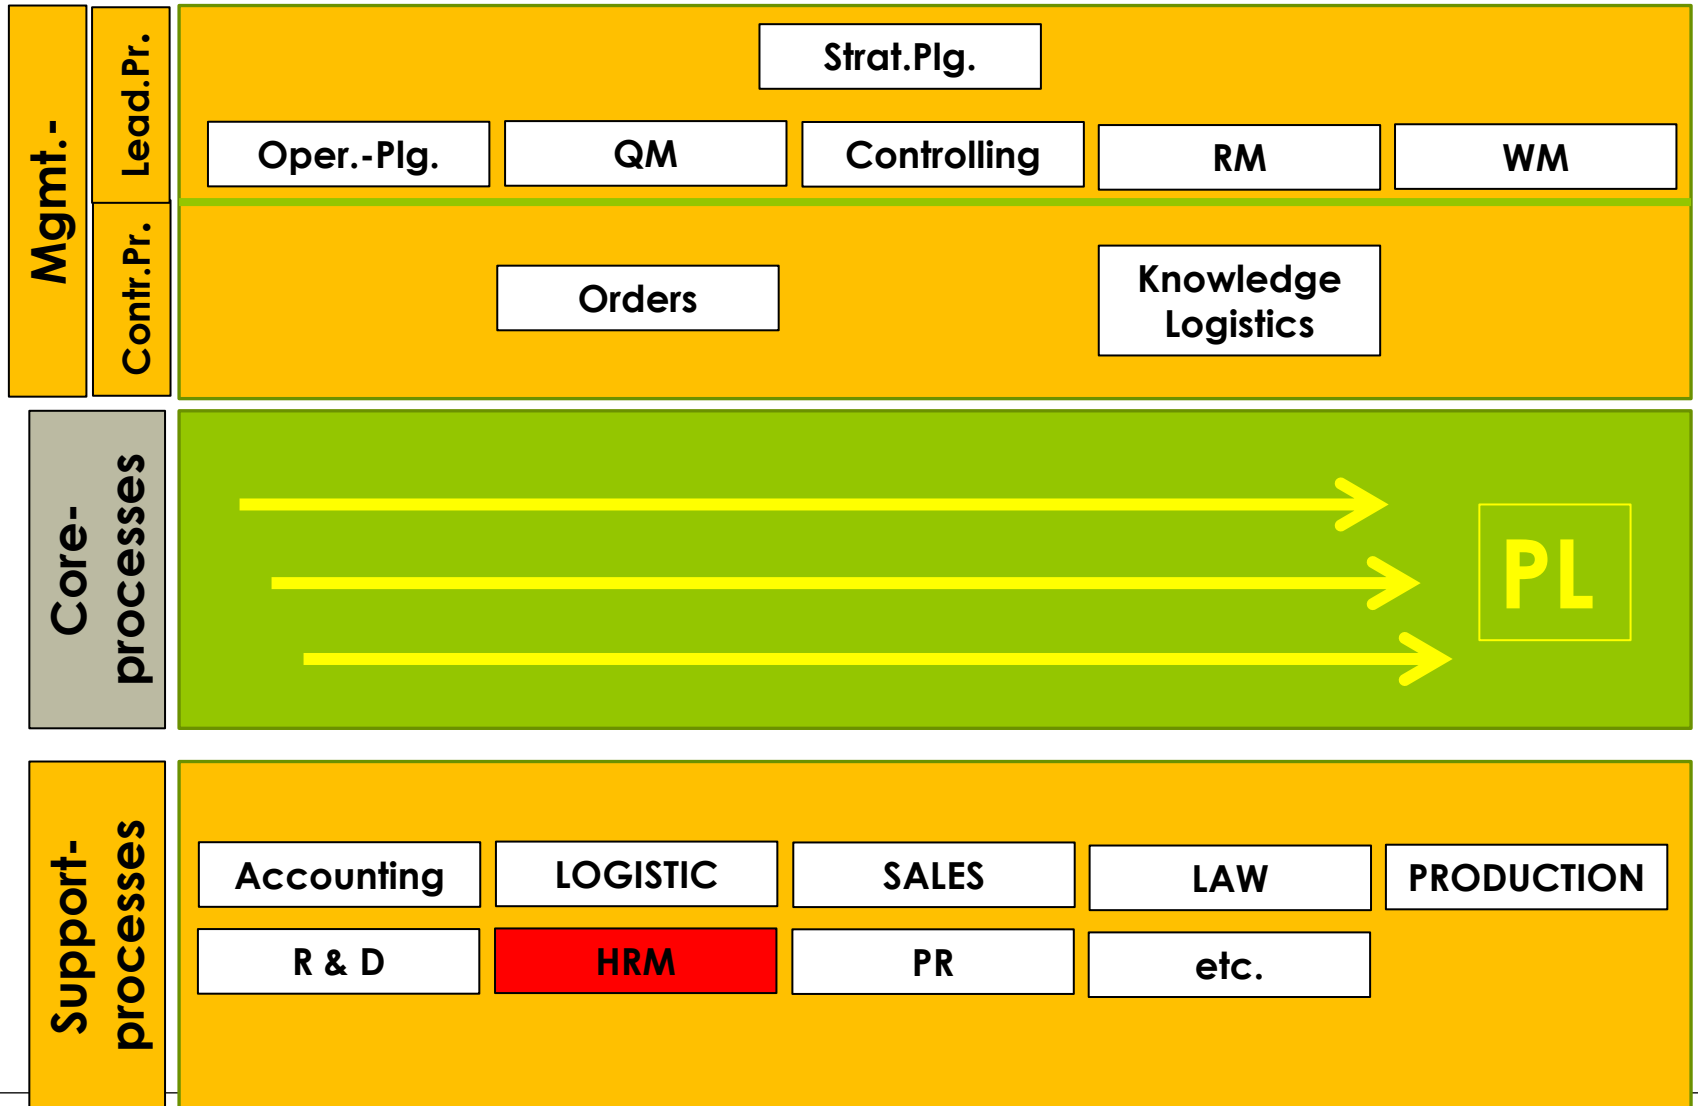 Mgmt.-
Lead.Pr.
Strat.Plg.
Oper.-Plg.
QM
Controlling
RM
WM
Contr.Pr.
Orders
Knowledge
Logistics
Core-
processes
PL
Support-
processes
Accounting
LOGISTIC
SALES
LAW
PRODUCTION
R & D
HRM
PR
etc.